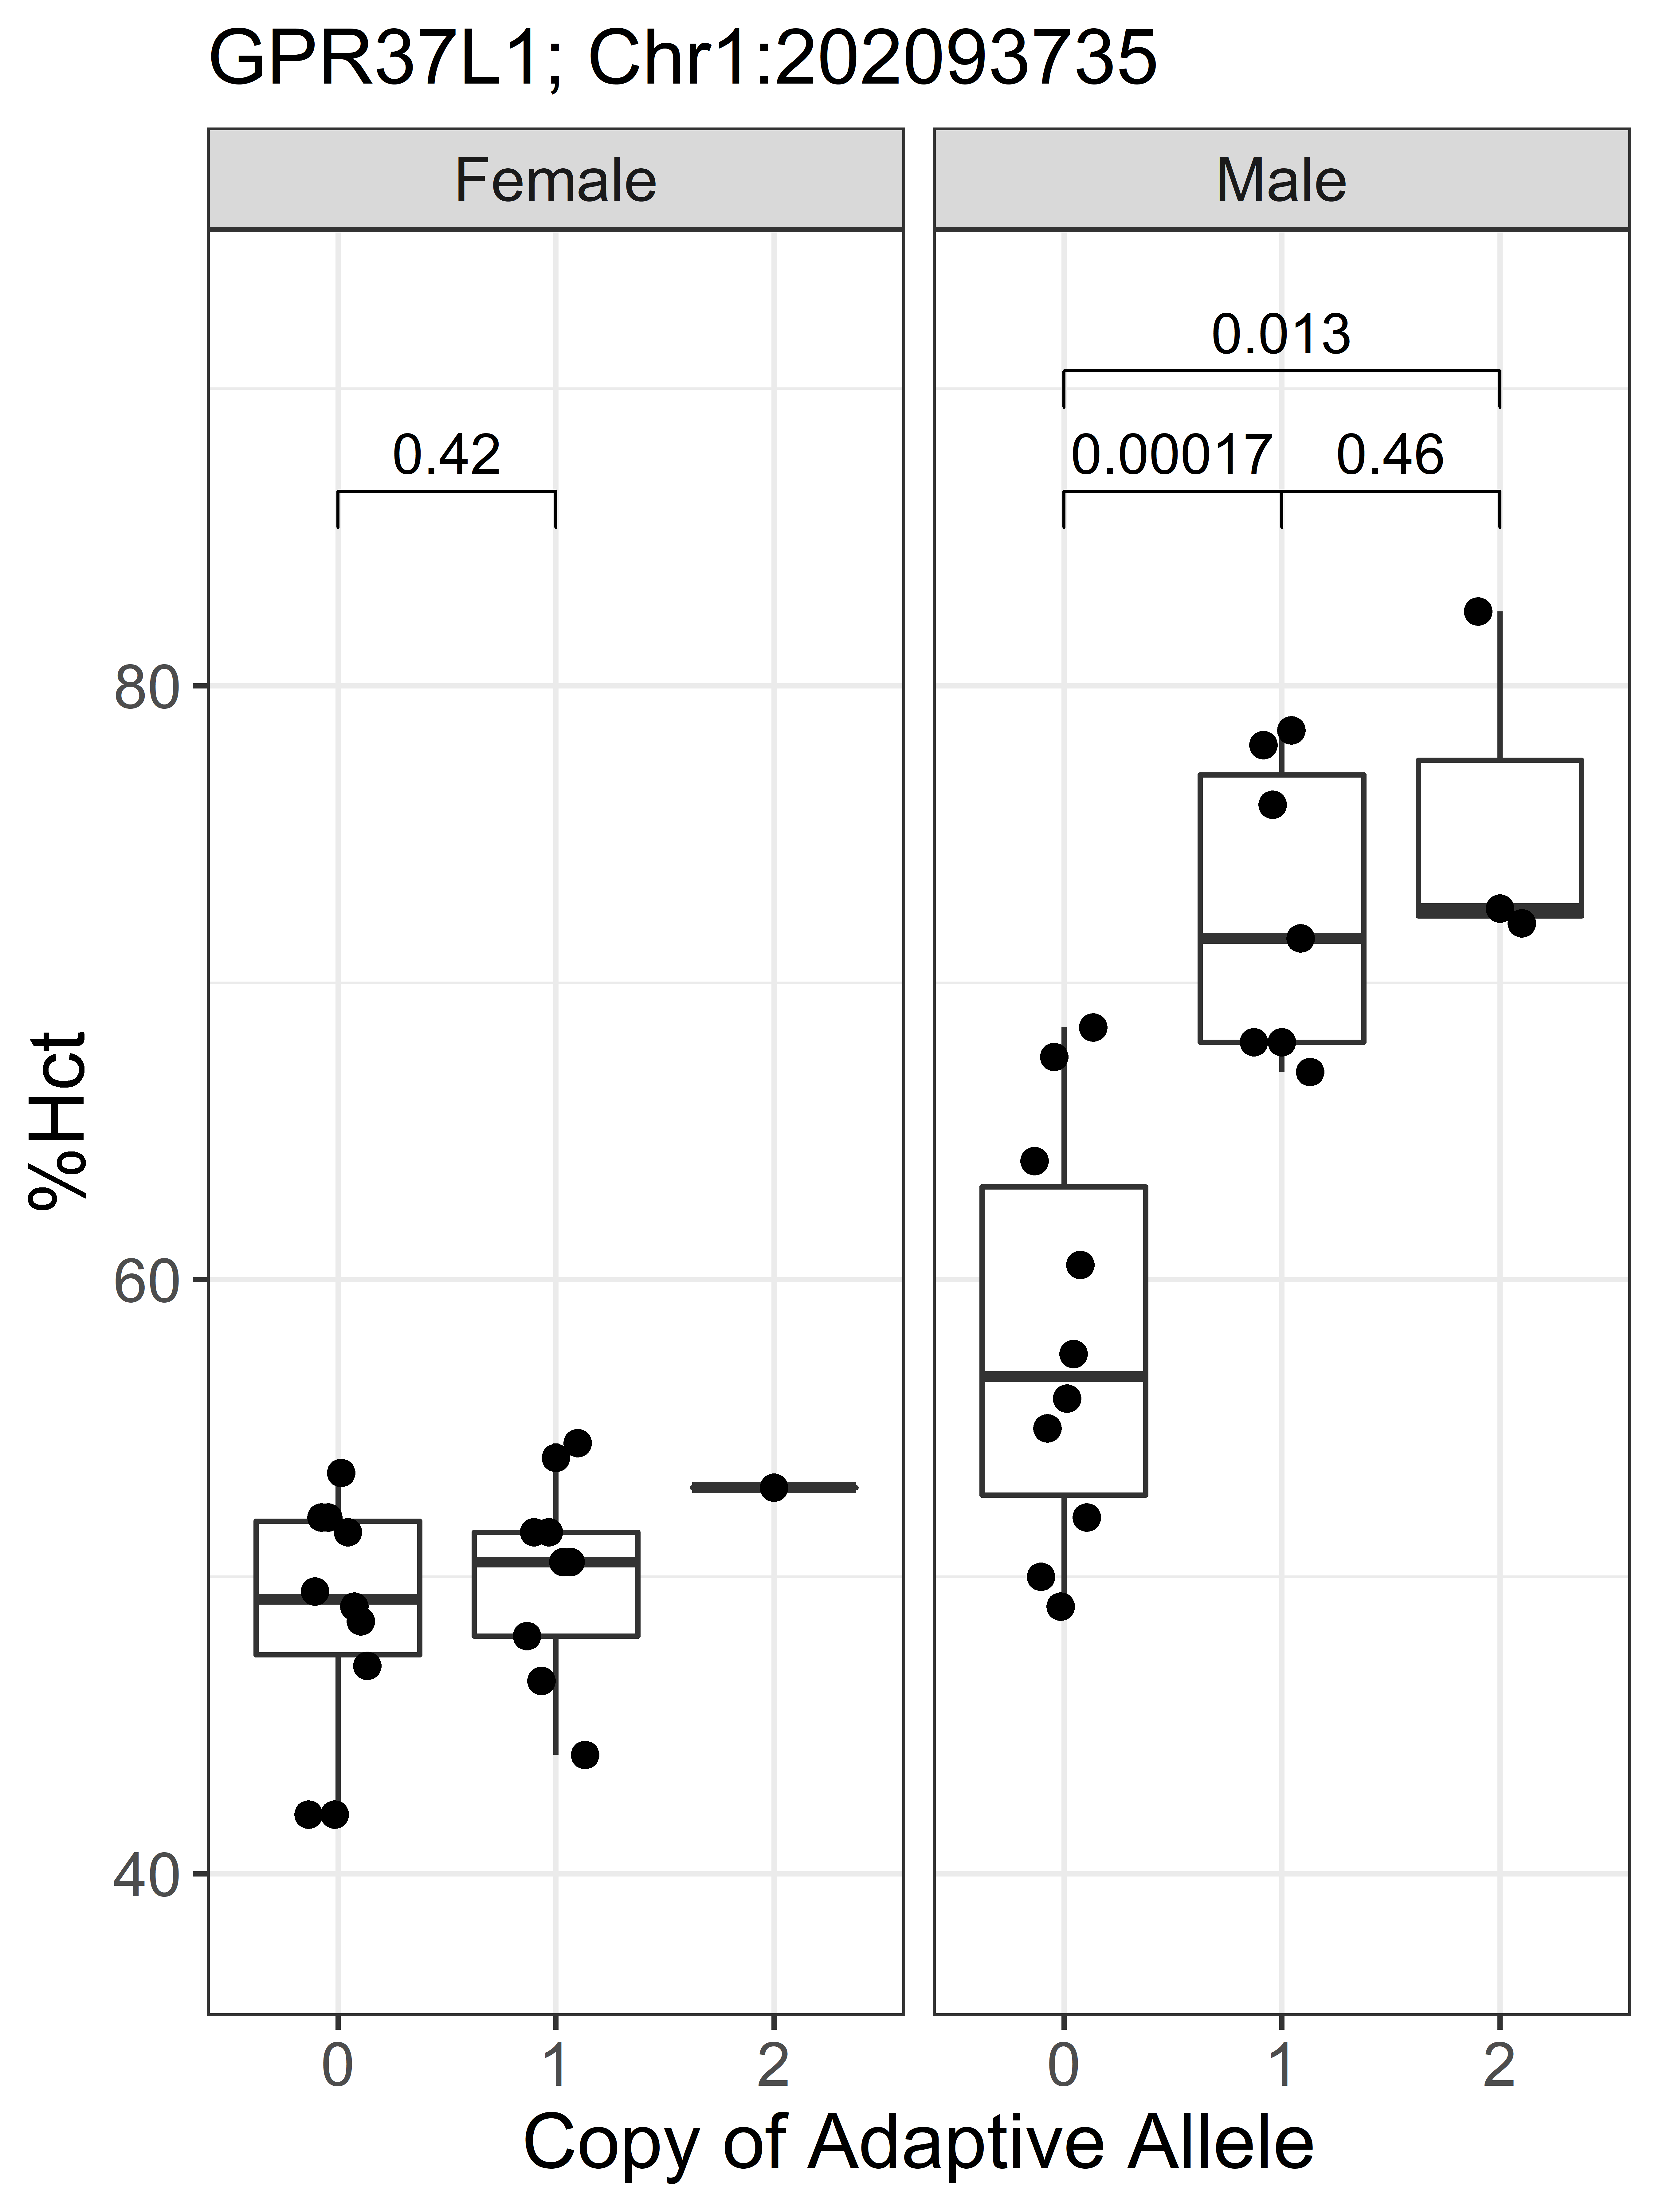 GPR37L1; Chr1:202093735
Female
Male
0.013
0.42
0.00017
0.46
80
60
40
%Hct
0 1 2
0 1 2
Copy of Adaptive Allele